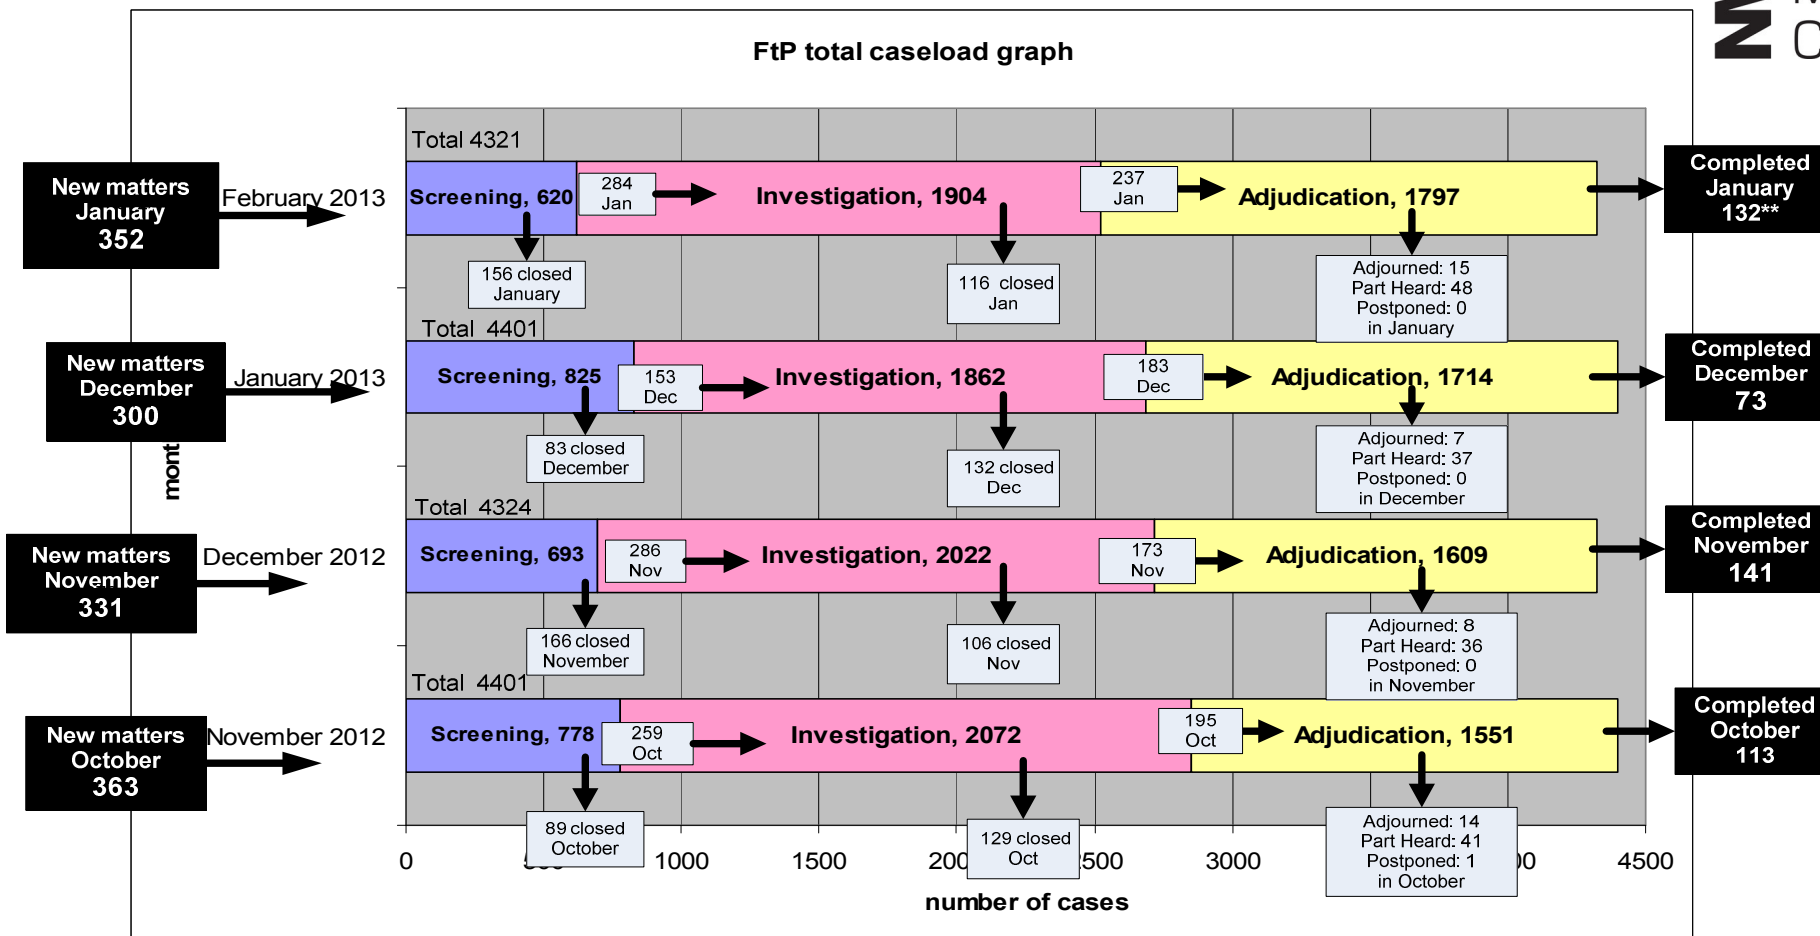 FtP total caseload graph
Total 4321
New matters
January
352
February 2013
Screening, 620
284
Jan
Investigation, 1904
237
Jan
Adjudication, 1797
Completed
January
132**
156 closed
January
116 closed
Jan
Adjourned: 15
Part Heard: 48
Postponed: 0
in January
Total 4401
New matters
December
300
January 2013
Screening, 825
153
Dec
Investigation, 1862
183
Dec
Adjudication, 1714
Completed
December
73
83 closed
December
132 closed
Dec
Adjourned: 7
Part Heard: 37
Postponed: 0
in December
Total 4324
New matters
November
331
December 2012
Screening, 693
286
Nov
Investigation, 2022
173
Nov
Adjudication, 1609
Completed
November
141
166 closed
November
106 closed
Nov
Adjourned: 8
Part Heard: 36
Postponed: 0
in November
Total 4401
New matters
October
363
November 2012
Screening, 778
259
Oct
Investigation, 2072
195
Oct
Adjudication, 1551
Completed
October
113
89 closed
October
129 closed
Oct
Adjourned: 14
Part Heard: 41
Postponed: 1
in October
0 1000 1500 3000 4500
number of cases